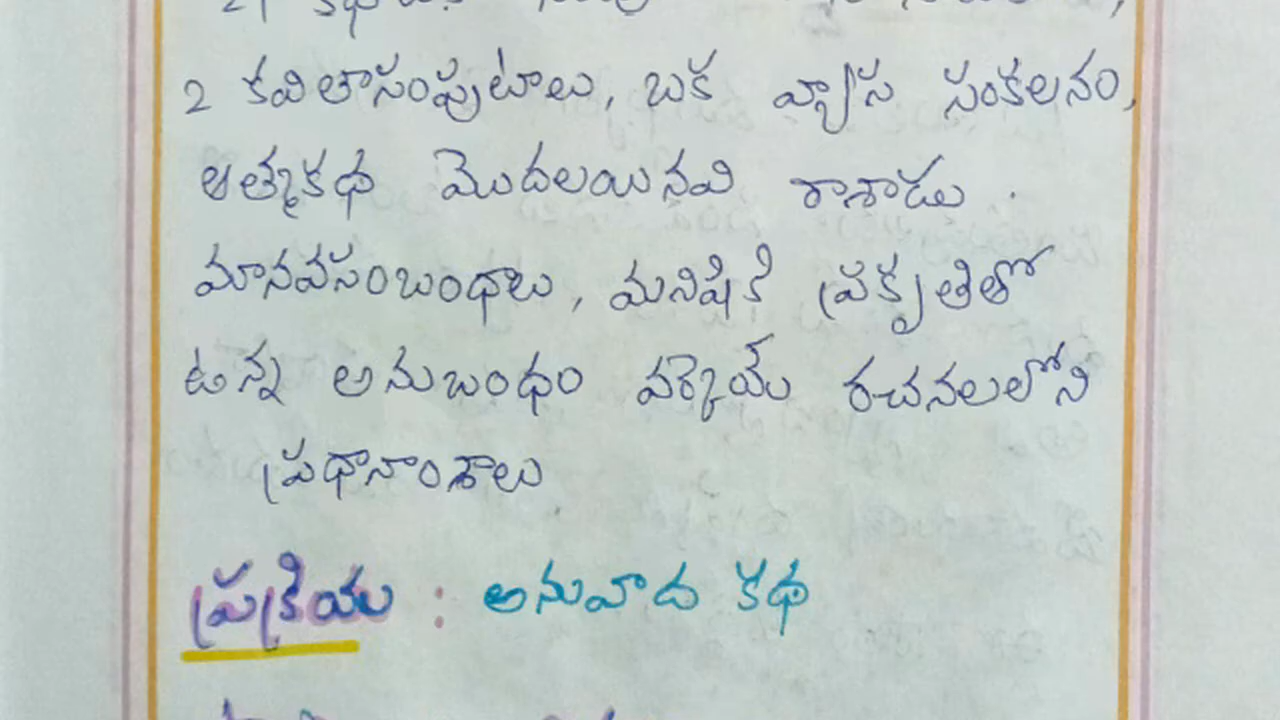 2 కవితాసంపుటాలు, ఒక వ్యాస సంకలనం,
ఆత్మకథ మొదలయినవి రాశాడు.
మానవసంబంధాలు, మనిషికి ప్రకృతితో
ఉన్న అనుబంధం వర్కెయీ రచనలలోని
ప్రధానాంశాలు
ప్రక్రియ : అనువాద కథ